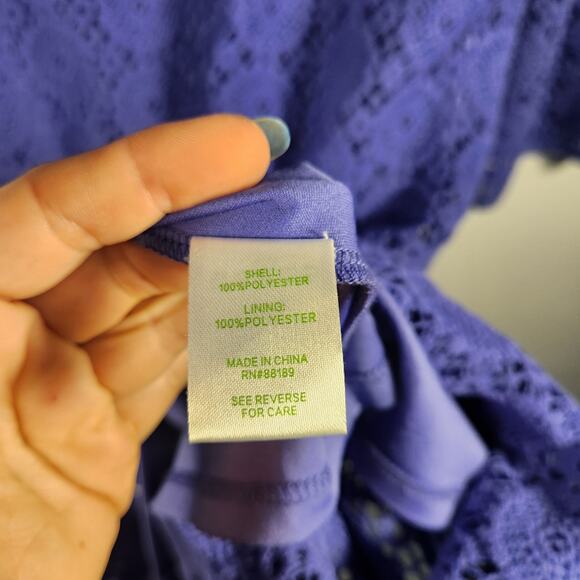 SHELL:
100%POLYESTER
LINING:
100%POLYESTER
MADE IN CHINA
RN#88189
SEE REVERSE
FOR CARE